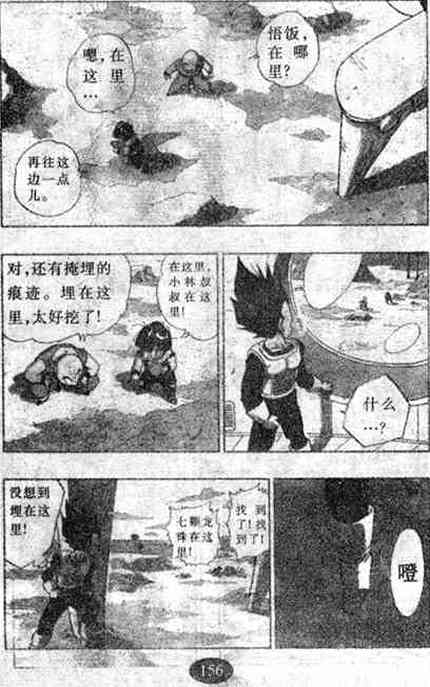 悟饭，
在哪
里？
嗯，在
这里
…
再往这
边一点
儿。
什么
…？
在这里，
小林叔
叔在这
里！
对，还有掩埋的
痕迹。埋在这
里，太好挖了！
噔
找到
了！找
到了！
七颗龙
珠在这
里！
没想到
埋在这
里！
156